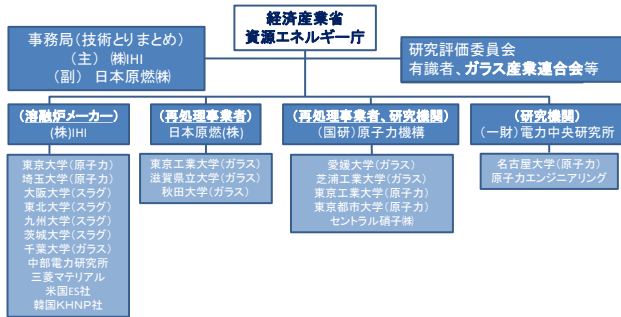 経済産業省
資源エネルギー庁
事務局(技術とりまとめ)
(主) ㈱IHI
(副) 日本原燃㈱
研究評価委員会
有識者、ガラス産業連合会等
(溶融炉メーカー)
(株)IHI
(再処理事業者)
日本原燃(株)
(再処理事業者、研究機関)
(国研)原子力機構
(研究機関)
(一財)電力中央研究所
東京大学(原子力)
埼玉大学(原子力)
大阪大学(スラグ)
東北大学(スラグ)
九州大学(スラグ)
茨城大学(スラグ)
千葉大学(ガラス)
中部電力研究所
三菱マテリアル
米国ES社
韓国KHNP社
東京工業大学(ガラス)
滋賀県立大学(ガラス)
秋田大学(ガラス)
愛媛大学(ガラス)
芝浦工業大学(ガラス)
東京工業大学(原子力)
東京都市大学(原子力)
セントラル硝子㈱
名古屋大学(原子力)
原子力エンジニアリング